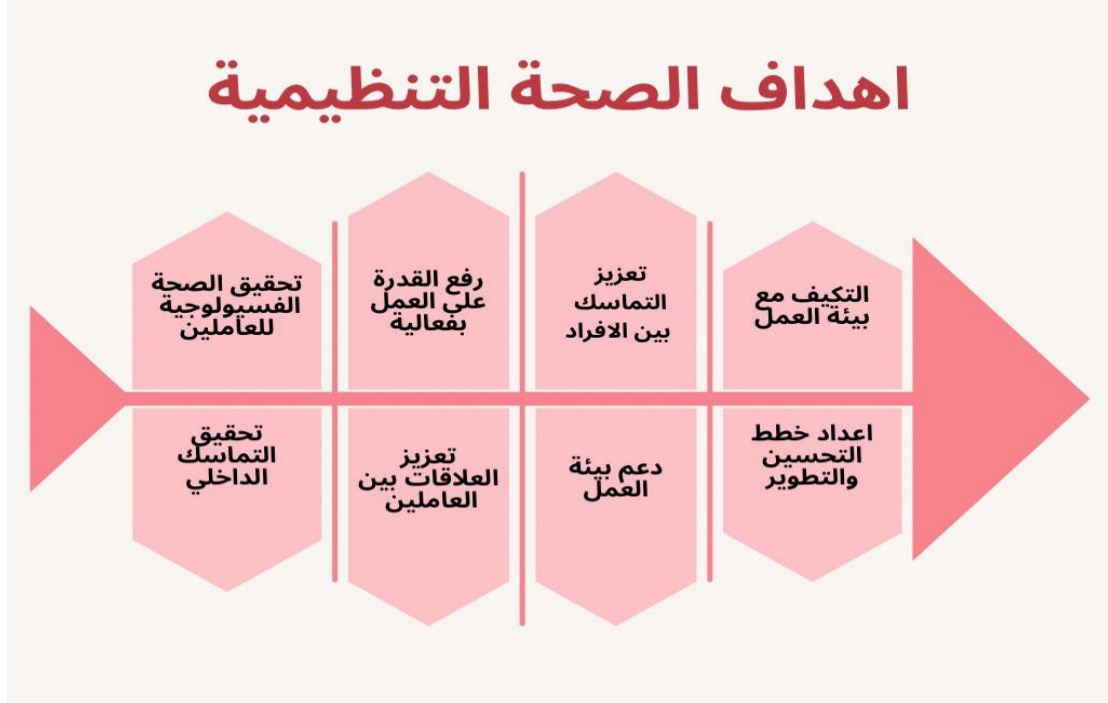 اهداف الصحة التنظيمية
التكيف مع
بيئة العمل
تعزيز
التماسك
بين الافراد
رفع القدرة
على العمل
بفعالية
تحقيق الصحة
الفسيولوجية
للعاملين
اعداد خطط
التحسين
والتطوير
دعم بيئة
العمل
تعزيز
العلاقات بين
العاملين
تحقيق
التماسك
الداخلي